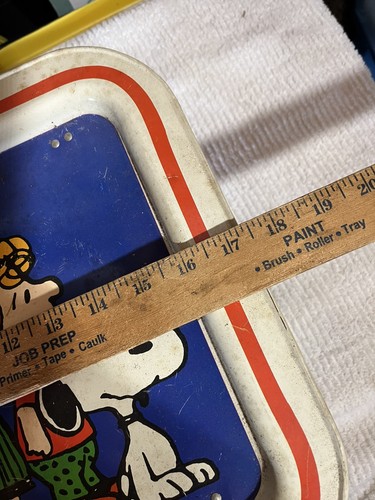 12 13 14 15 16 17 18 19 20
JOB PREP
Primer • Tape • Caulk
PAINT
• Brush • Roller • Tray